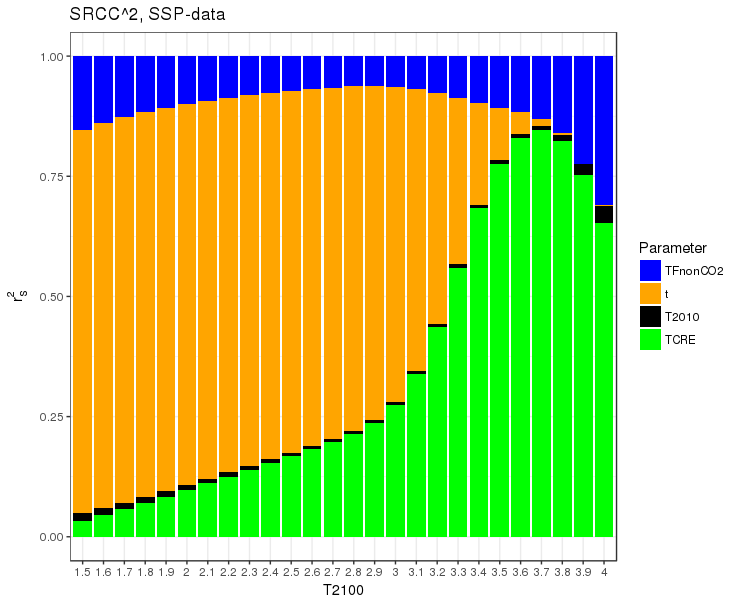 SRCC^2, SSP-data
1.00
0.75
0.50
0.25
0.00
r²ₛ
1.5 1.6 1.7 1.8 1.9 2 2.1 2.2 2.3 2.4 2.5 2.6 2.7 2.8 2.9 3 3.1 3.2 3.3 3.4 3.5 3.6 3.7 3.8 3.9 4
T2100
Parameter
TFnonCO2
t
T2010
TCRE